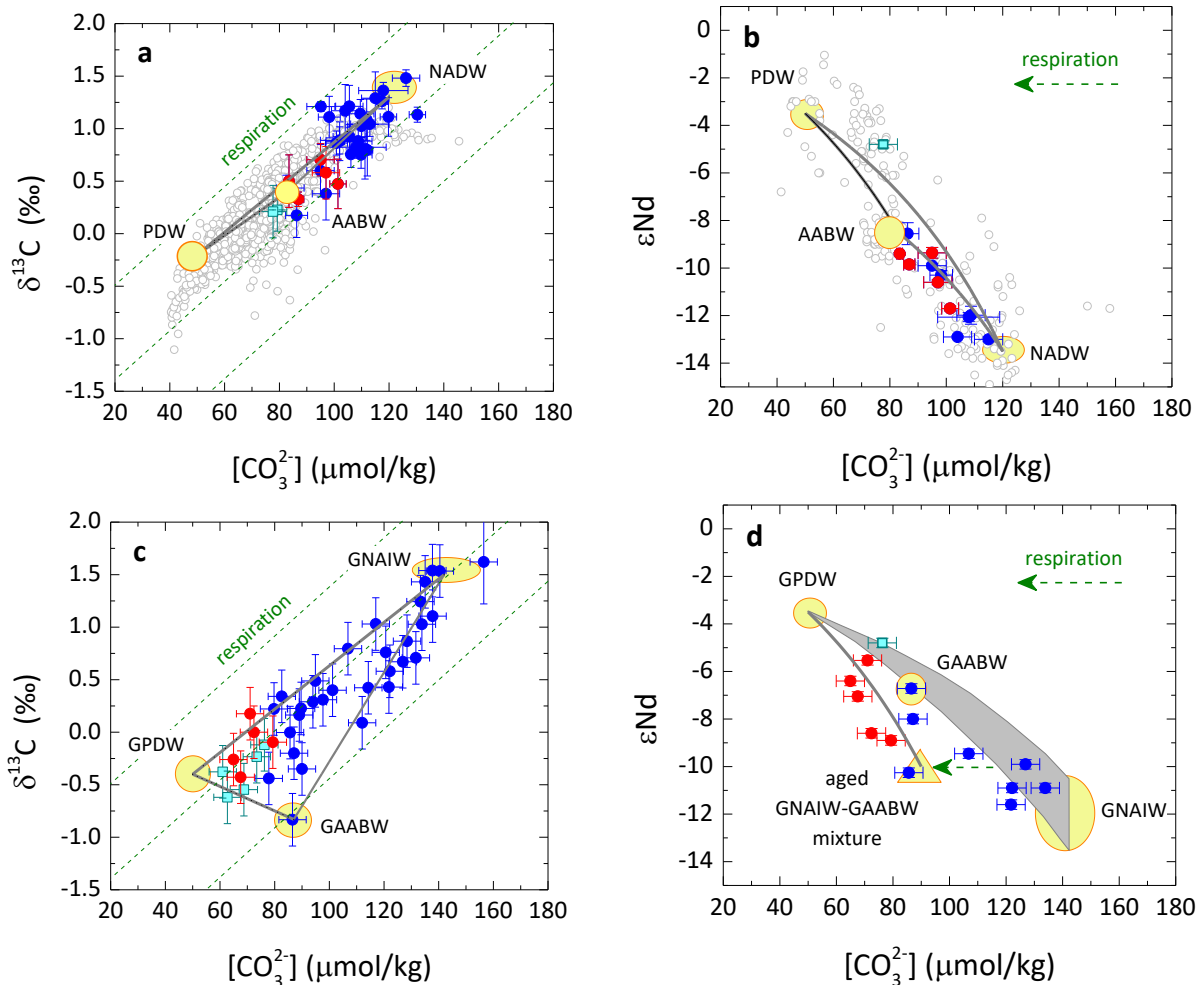 a
2.0
1.5
1.0
0.5
0.0
-0.5
-1.0
-1.5
δ¹³C (‰)
respiration
NADW
AABW
PDW
20 40 60 80 100 120 140 160 180
[CO₃²⁻] (μmol/kg)
b
0
-2
-4
-6
-8
-10
-12
-14
εNd
respiration
PDW
AABW
NADW
20 40 60 80 100 120 140 160 180
[CO₃²⁻] (μmol/kg)
c
2.0
1.5
1.0
0.5
0.0
-0.5
-1.0
-1.5
δ¹³C (‰)
GNAIW
respiration
GPDW
GAABW
20 40 60 80 100 120 140 160 180
[CO₃²⁻] (μmol/kg)
d
0
-2
-4
-6
-8
-10
-12
-14
εNd
respiration
GPDW
GAABW
aged
GNAIW-GAABW
mixture
GNAIW
20 40 60 80 100 120 140 160 180
[CO₃²⁻] (μmol/kg)